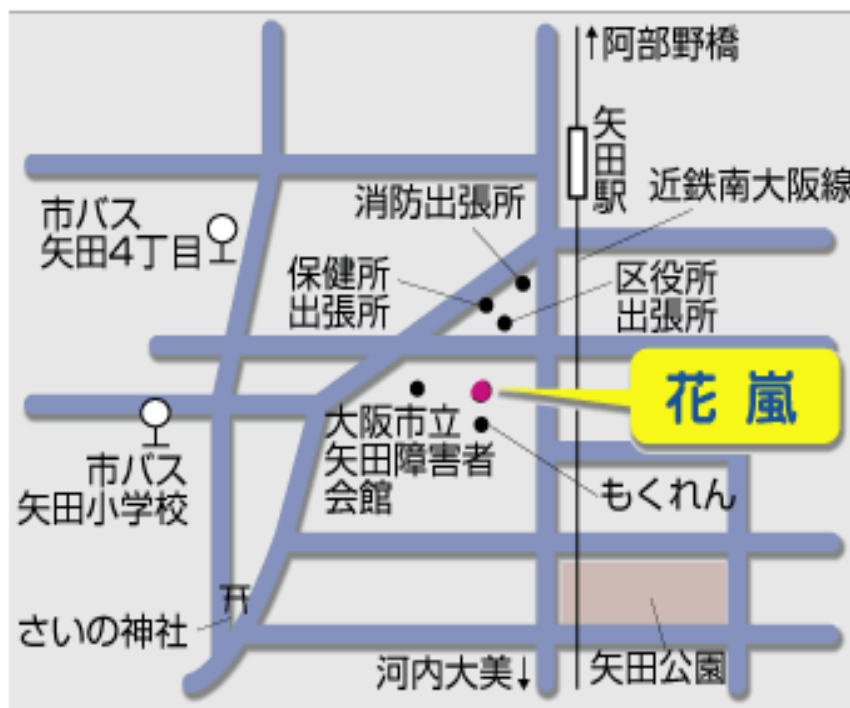 ↑阿部野橋
矢田駅
近鉄南大阪線
消防出張所
市バス
矢田4丁目
保健所
出張所
区役所
出張所
花嵐
大阪市立
矢田障害者
会館
市バス
矢田小学校
もくれん
さいの神社
河内大美↓
矢田公園